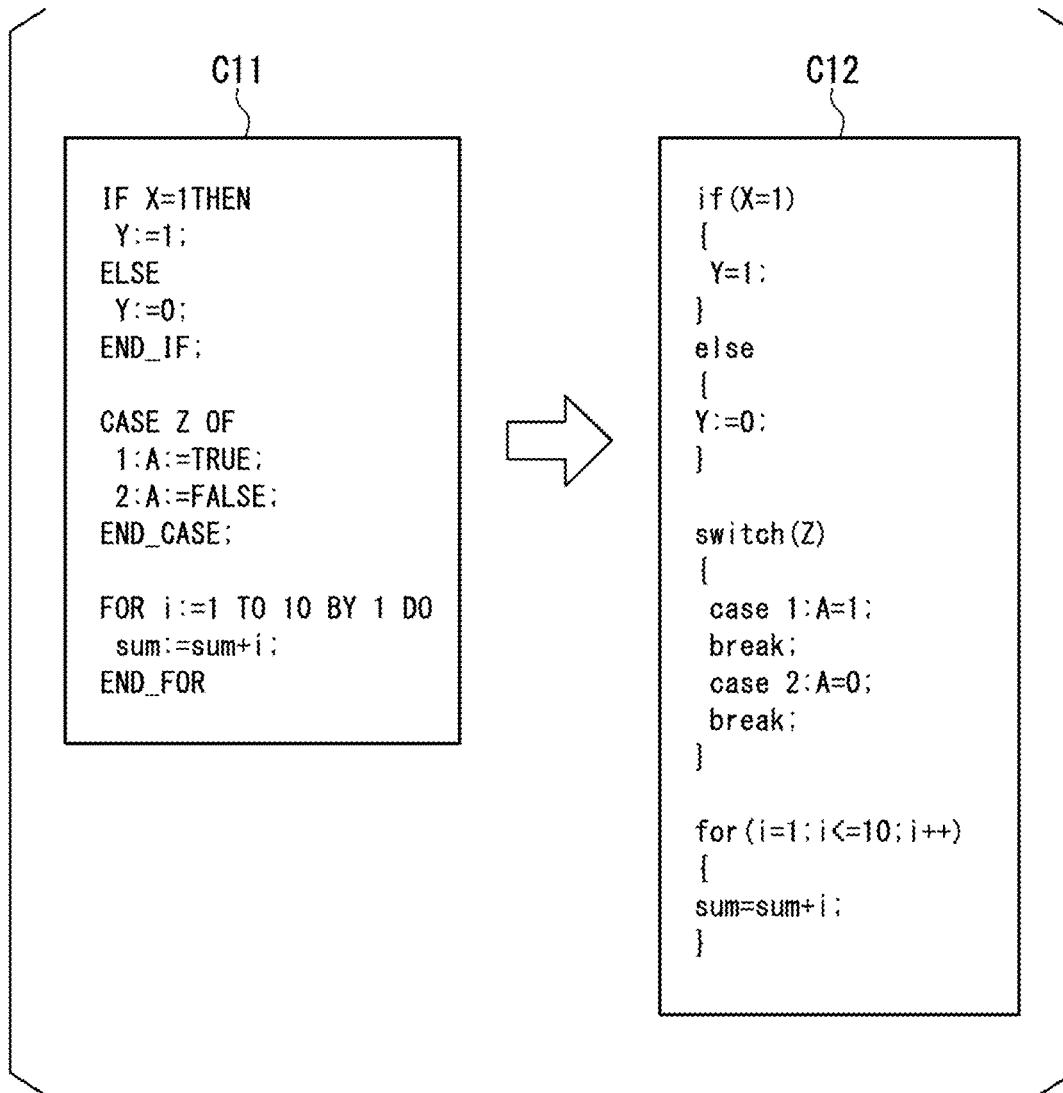 C11
IF X=1THEN
Y:=1;
ELSE
Y:=0;
END_IF;
CASE Z OF
1:A:=TRUE;
2:A:=FALSE;
END_CASE;
FOR i:=1 TO 10 BY 1 DO
sum:=sum+i;
END_FOR
C12
if(X=1)
{
Y=1;
}
else
{
Y:=0;
}
switch(Z)
{
case 1:A=1;
break;
case 2:A=0;
break;
}
for(i=1;i<=10;i++)
{
sum=sum+i;
}